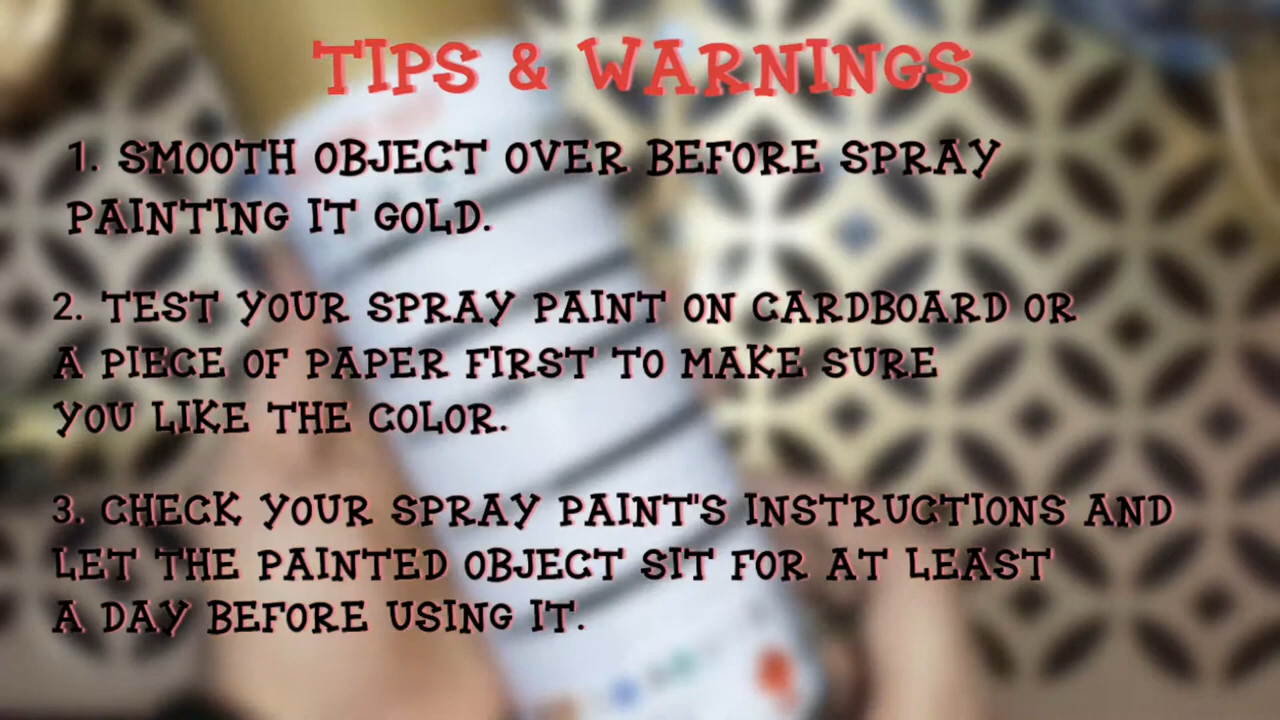 TIPS & WARNINGS
1. SMOOTH OBJECT OVER BEFORE SPRAY
PAINTING IT GOLD.
2. TEST YOUR SPRAY PAINT ON CARDBOARD OR
A PIECE OF PAPER FIRST TO MAKE SURE
YOU LIKE THE COLOR.
3. CHECK YOUR SPRAY PAINT'S INSTRUCTIONS AND
LET THE PAINTED OBJECT SIT FOR AT LEAST
A DAY BEFORE USING IT.